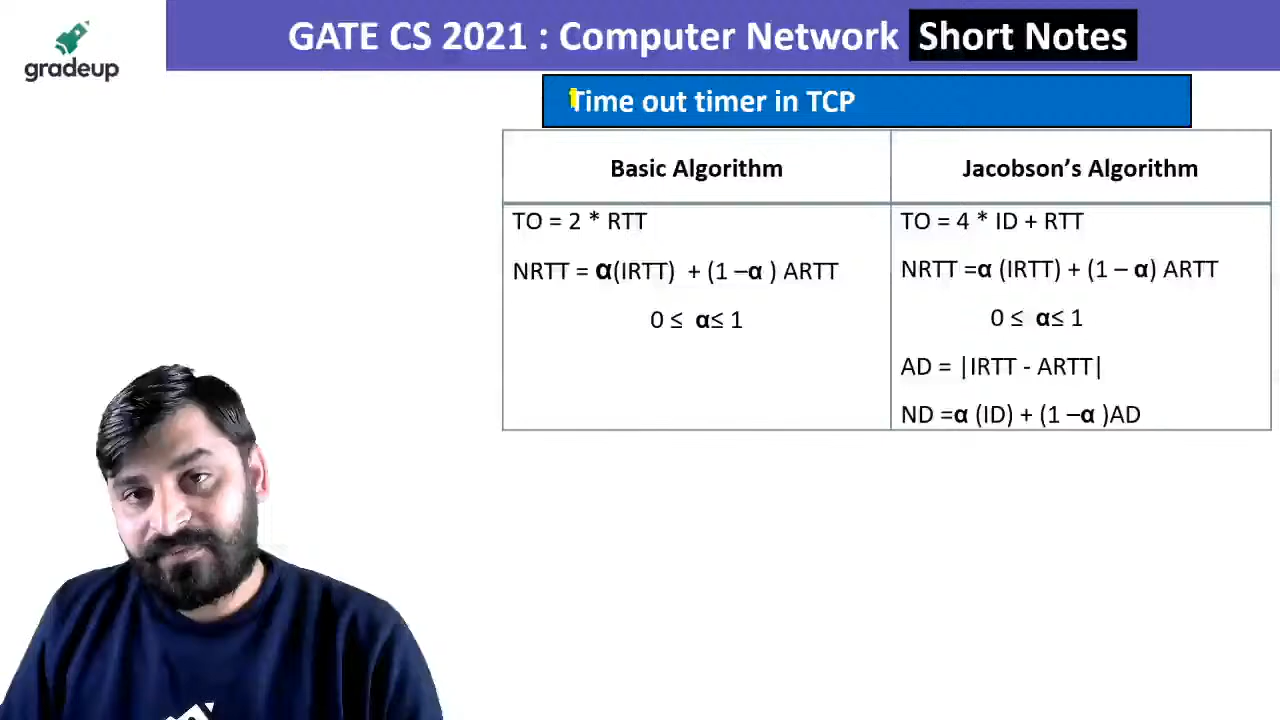 gradeup
GATE CS 2021 : Computer Network Short Notes
Time out timer in TCP
Basic Algorithm
TO = 2 * RTT
NRTT = α(IRTT) + (1 –α ) ARTT
0 ≤ α≤ 1
Jacobson’s Algorithm
TO = 4 * ID + RTT
NRTT =α (IRTT) + (1 – α) ARTT
0 ≤ α≤ 1
AD = |IRTT - ARTT|
ND =α (ID) + (1 –α )AD